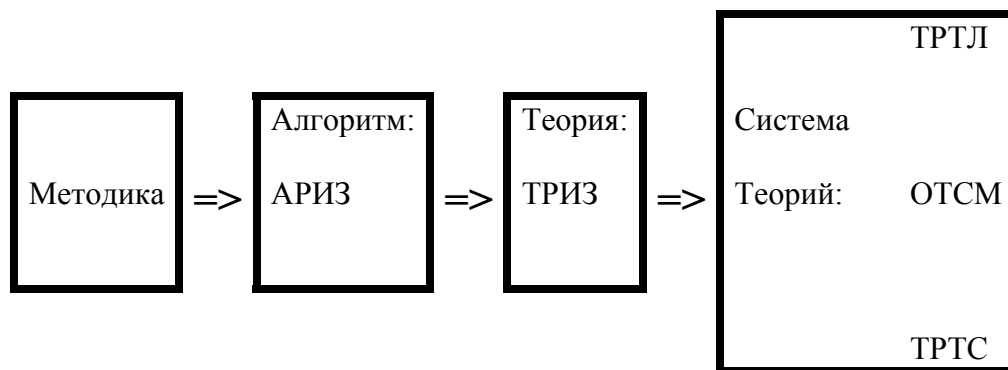 ТРТЛ
Алгоритм: Теория: Система
Методика => АРИЗ => ТРИЗ => Теорий: ОТСМ
ТРТС